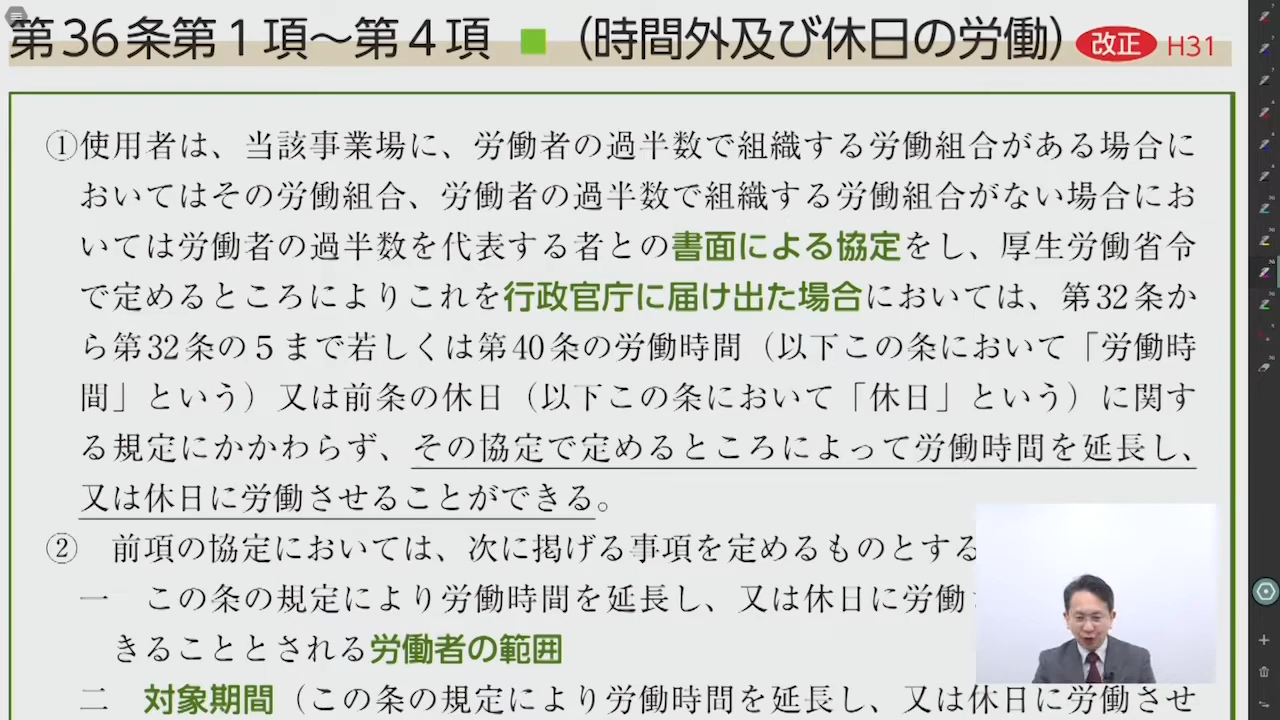 第36条第1項～第4項 ■ (時間外及び休日の労働) 改正 H31
①使用者は、当該事業場に、労働者の過半数で組織する労働組合がある場合に
おいてはその労働組合、労働者の過半数で組織する労働組合がない場合にお
いては労働者の過半数を代表する者との書面による協定をし、厚生労働省令
で定めるところによりこれを行政官庁に届け出た場合においては、第32条か
ら第32条の5まで若しくは第40条の労働時間（以下この条において「労働時
間」という）又は前条の休日（以下この条において「休日」という）に関す
る規定にかかわらず、その協定で定めるところによって労働時間を延長し、
又は休日に労働させることができる。
② 前項の協定においては、次に掲げる事項を定めるものとする
一 この条の規定により労働時間を延長し、又は休日に労働
きることとされる労働者の範囲
二 対象期間（この条の規定により労働時間を延長し、又は休日に労働させ